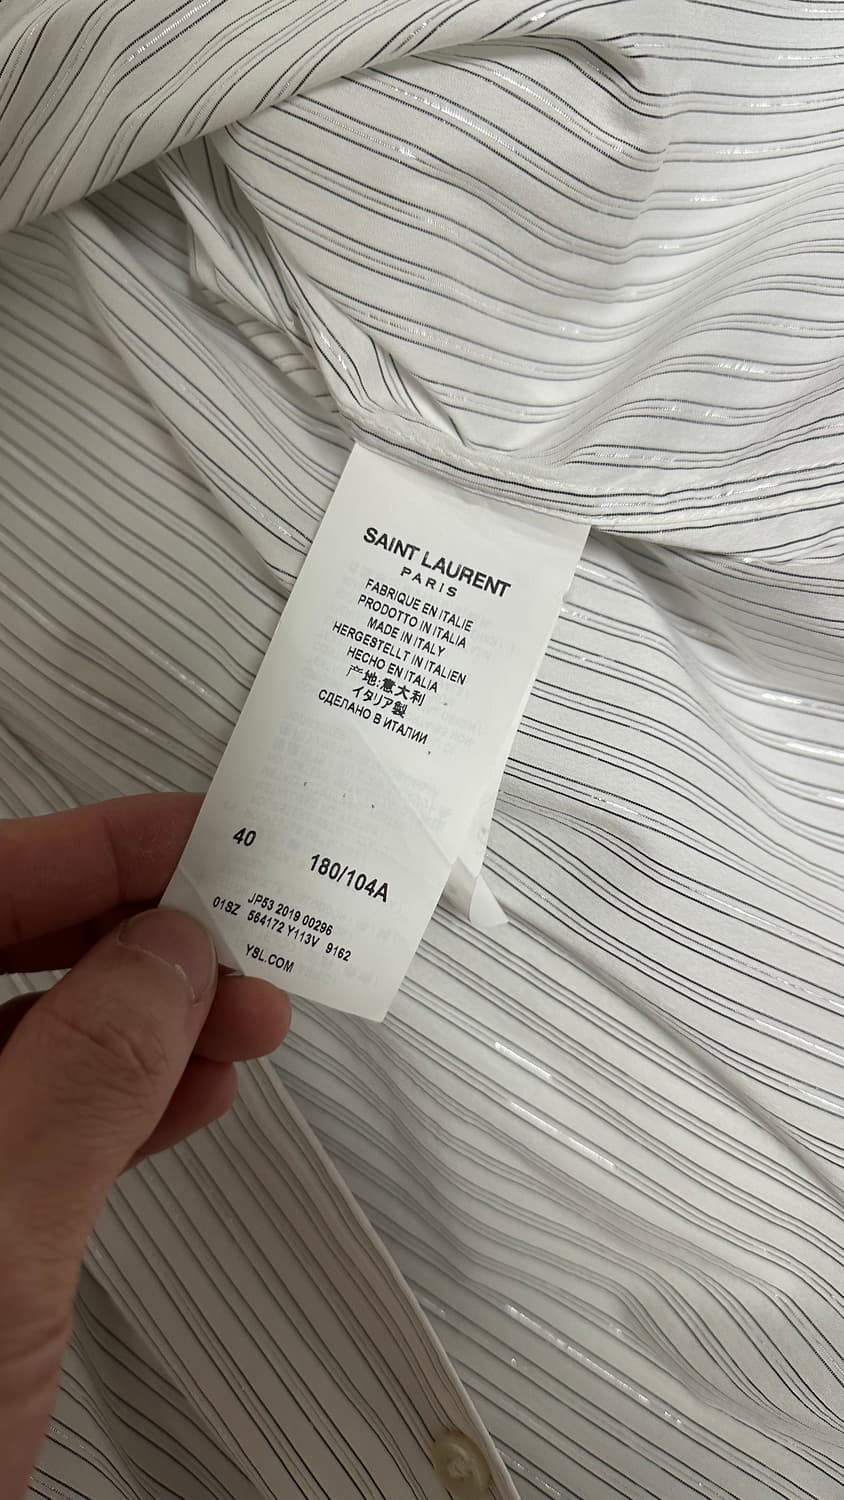 SAINT LAURENT
PARIS
FABRIQUE EN ITALIE
PRODOTTO IN ITALIA
MADE IN ITALY
HERGESTELLT IN ITALIEN
HECHO EN ITALIA
产地:意大利
イタリア製
СДЕЛАНО В ИТАЛИИ
40 180/104A
JP53 2019 00296
01SZ 564172 Y113V 9162
YSL.COM